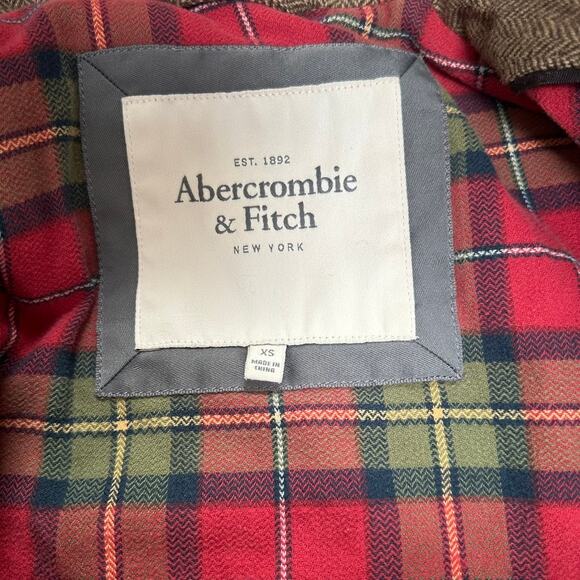 EST. 1892
Abercrombie
& Fitch
NEW YORK
XS
MADE IN
CHINA